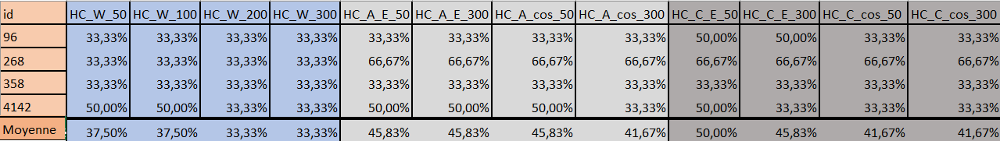 id HC_W_50 HC_W_100 HC_W_200 HC_W_300 HC_A_E_50 HC_A_E_300 HC_A_cos_50 HC_A_cos_300 HC_C_E_50 HC_C_E_300 HC_C_cos_50 HC_C_cos_300
96 33,33% 33,33% 33,33% 33,33% 33,33% 33,33% 33,33% 33,33% 50,00% 50,00% 33,33% 33,33%
268 33,33% 33,33% 33,33% 33,33% 66,67% 66,67% 66,67% 66,67% 66,67% 66,67% 66,67% 66,67%
358 33,33% 33,33% 33,33% 33,33% 33,33% 33,33% 33,33% 33,33% 33,33% 33,33% 33,33% 33,33%
4142 50,00% 50,00% 33,33% 33,33% 50,00% 50,00% 50,00% 33,33% 50,00% 33,33% 33,33% 33,33%
Moyenne 37,50% 37,50% 33,33% 33,33% 45,83% 45,83% 45,83% 41,67% 50,00% 45,83% 41,67% 41,67%